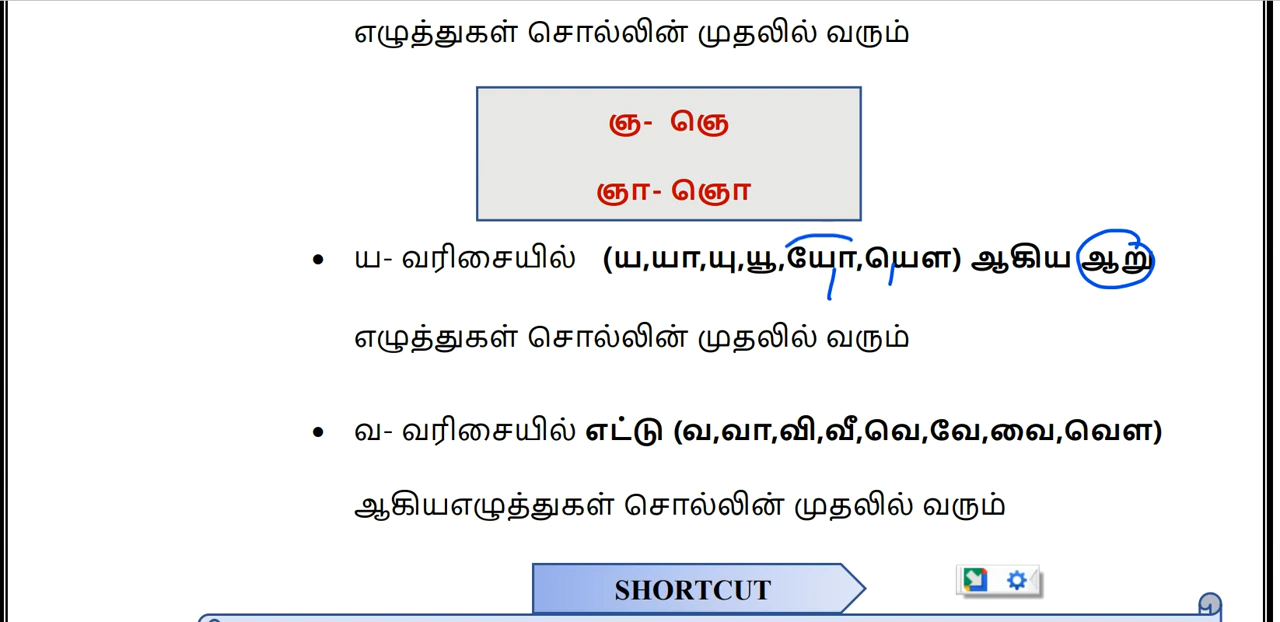 எழுத்துகள் சொல்லின் முதலில் வரும்
ஞ- ஞெ
ஞா- ஞொ
• ய- வரிசையில் (ய,யா,யு,யூ,யோ,யௌ) ஆகிய ஆறு
எழுத்துகள் சொல்லின் முதலில் வரும்
• வ- வரிசையில் எட்டு (வ,வா,வி,வீ,வெ,வே,வை,வௌ)
ஆகியஎழுத்துகள் சொல்லின் முதலில் வரும்
SHORTCUT